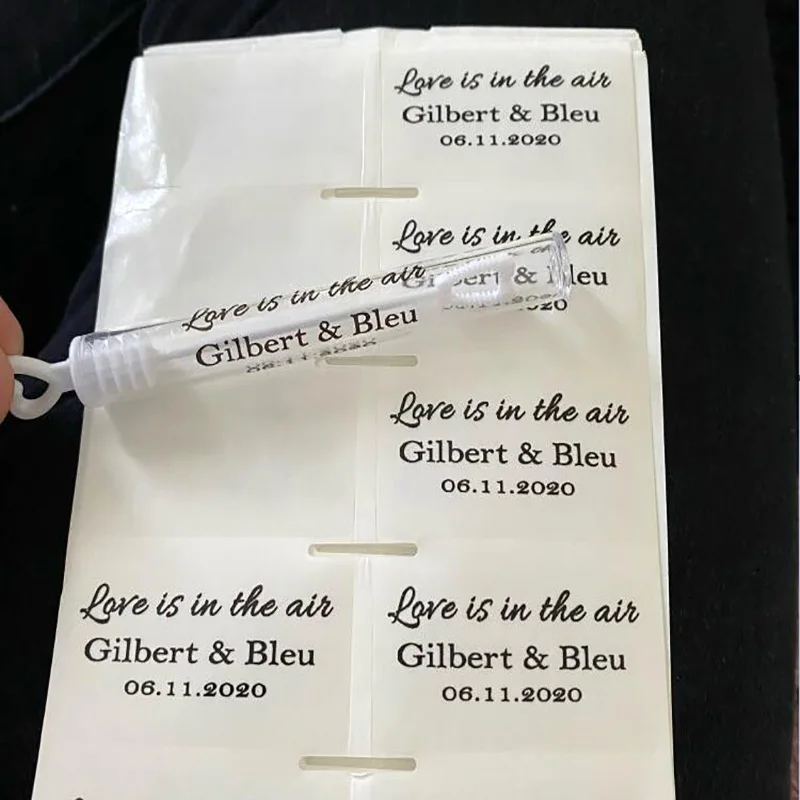 Love is in the air
Gilbert & Bleu
06.11.2020
Love is in the air
Gilbert & Bleu
Love is in the air
Gilbert & Bleu
Love is in the air
Gilbert & Bleu
06.11.2020
Love is in the air
Gilbert & Bleu
06.11.2020
Love is in the air
Gilbert & Bleu
06.11.2020